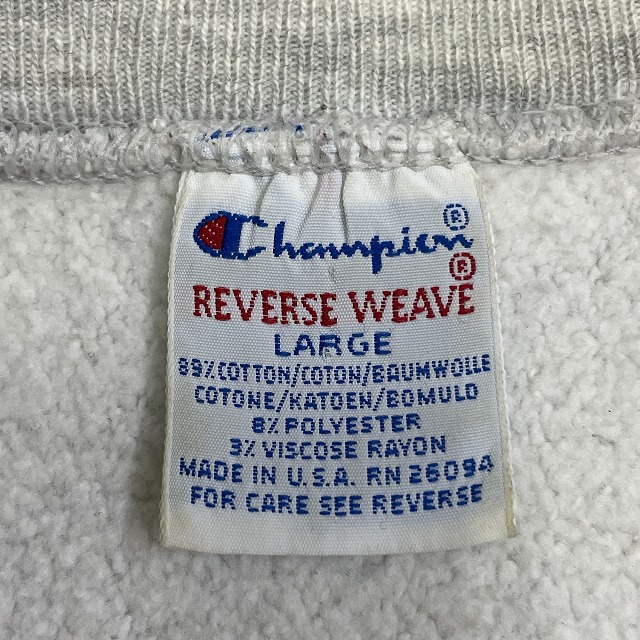 Champion®
REVERSE WEAVE®
LARGE
89% COTTON/COTON/BAUMWOLLE
COTONE/KATOEN/BOMULD
8% POLYESTER
3% VISCOSE RAYON
MADE IN U.S.A. RN 26094
FOR CARE SEE REVERSE